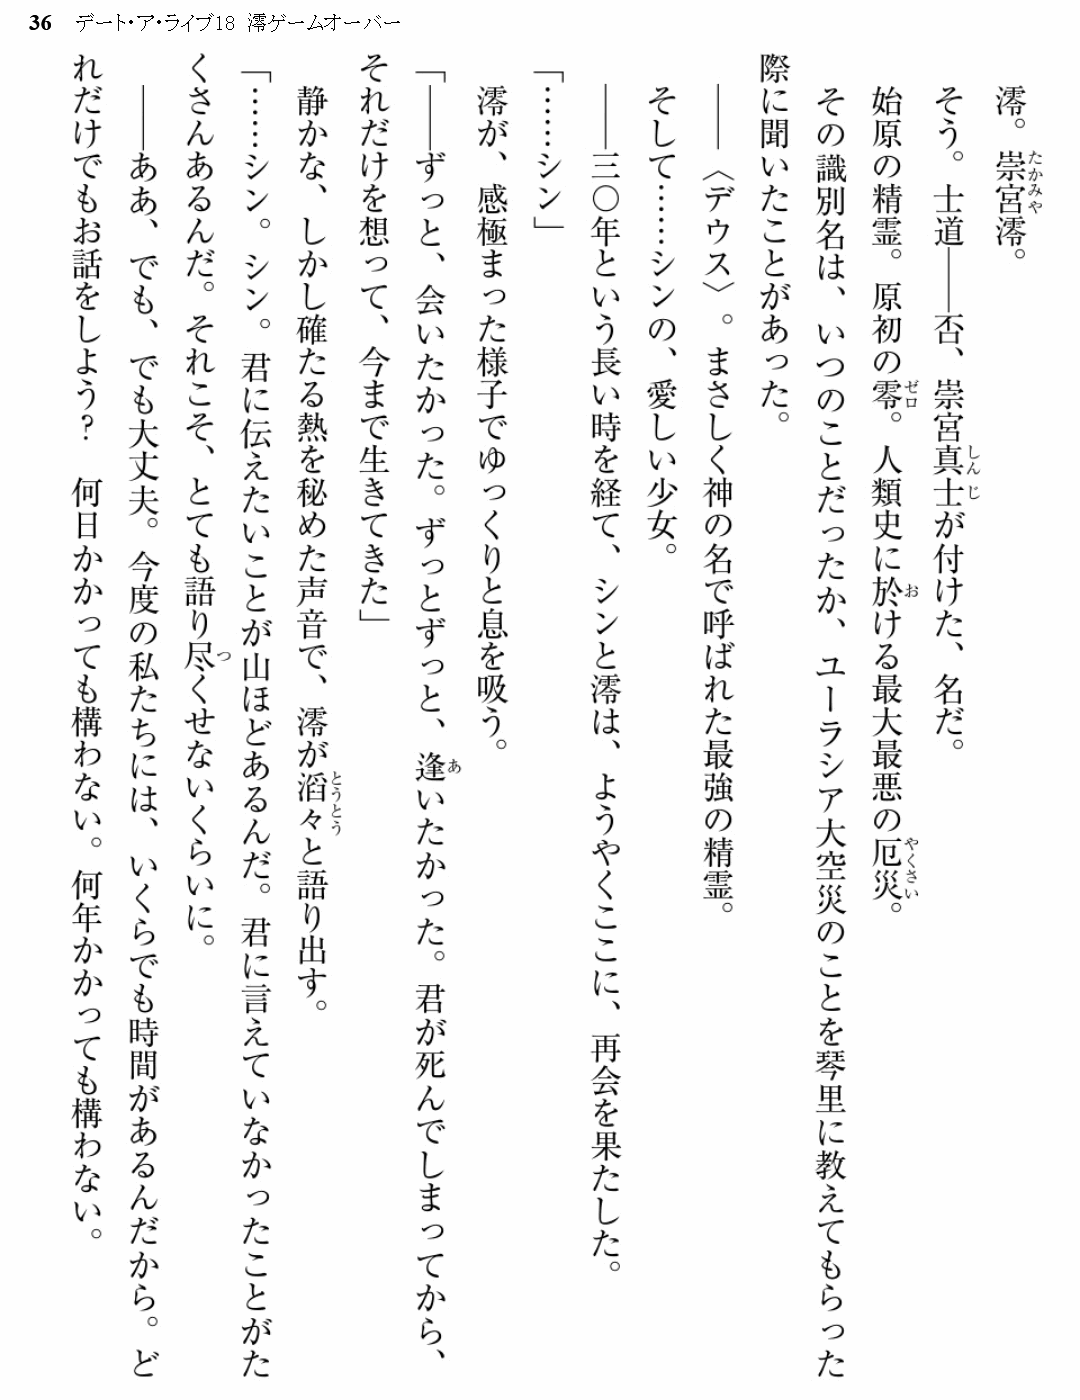 36 デート・ア・ライブ18 澪ゲームオーバー
澪。崇宮澪。
そう。士道――否、崇宮真士が付けた、名だ。
始原の精霊。原初の零。人類史に於ける最大最悪の厄災。
その識別名は、いつのことだったか、ユーラシア大空災のことを琴里に教えてもらった
際に聞いたことがあった。
――〈デウス〉。まさしく神の名で呼ばれた最強の精霊。
そして……シンの、愛しい少女。
――三〇年という長い時を経て、シンと澪は、ようやくここに、再会を果たした。
「……シン」
澪が、感極まった様子でゆっくりと息を吸う。
「――ずっと、会いたかった。ずっとずっと、逢いたかった。君が死んでしまってから、
それだけを想って、今まで生きてきた」
静かな、しかし確たる熱を秘めた声音で、澪が滔々と語り出す。
「……シン。シン。君に伝えたいことが山ほどあるんだ。君に言えていなかったことがた
くさんあるんだ。それこそ、とても語り尽くせないくらいに。
――ああ、でも、でも大丈夫。今度の私たちには、いくらでも時間があるんだから。ど
れだけでもお話をしよう？　何日かかっても構わない。何年かかっても構わない。